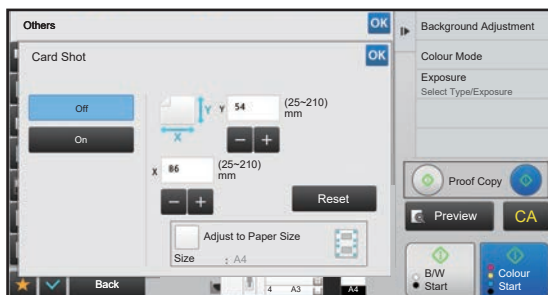 Others
OK
Card Shot
OK
Off
On
Y
Y 54 (25~210)
mm
X
X 86 (25~210)
mm
Reset
Adjust to Paper Size
Size : A4
Back
4 A3
A4
Background Adjustment
Colour Mode
Exposure
Select Type/Exposure
Proof Copy
Preview
CA
B/W
Start
Colour
Start